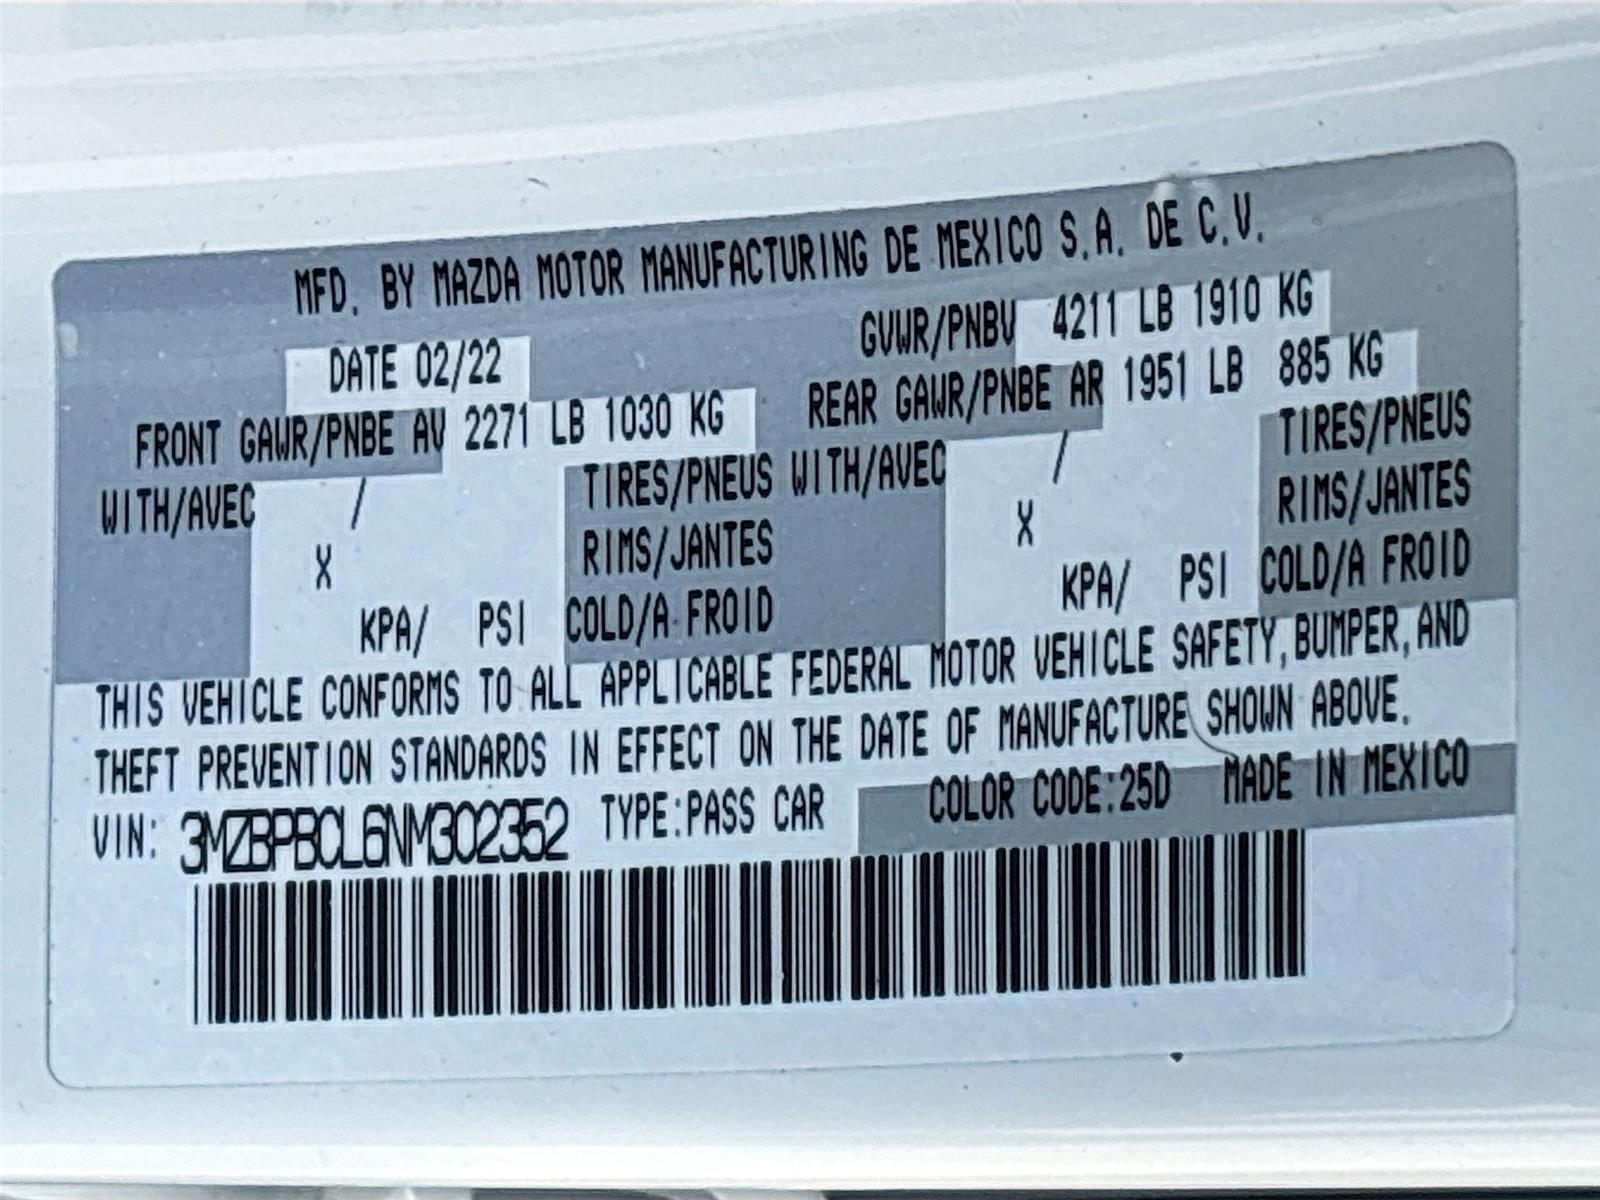 MFD. BY MAZDA MOTOR MANUFACTURING DE MEXICO S.A. DE C.V.
DATE 02/22 GVWR/PNBV 4211 LB 1910 KG
FRONT GAWR/PNBE AV 2271 LB 1030 KG REAR GAWR/PNBE AR 1951 LB 885 KG
WITH/AVEC / TIRES/PNEUS WITH/AVEC / TIRES/PNEUS
X RIMS/JANTES X RIMS/JANTES
KPA/ PSI COLD/A FROID KPA/ PSI COLD/A FROID
THIS VEHICLE CONFORMS TO ALL APPLICABLE FEDERAL MOTOR VEHICLE SAFETY, BUMPER, AND
THEFT PREVENTION STANDARDS IN EFFECT ON THE DATE OF MANUFACTURE SHOWN ABOVE.
VIN: 3MZBPBCL6NM302352 TYPE:PASS CAR COLOR CODE:25D MADE IN MEXICO